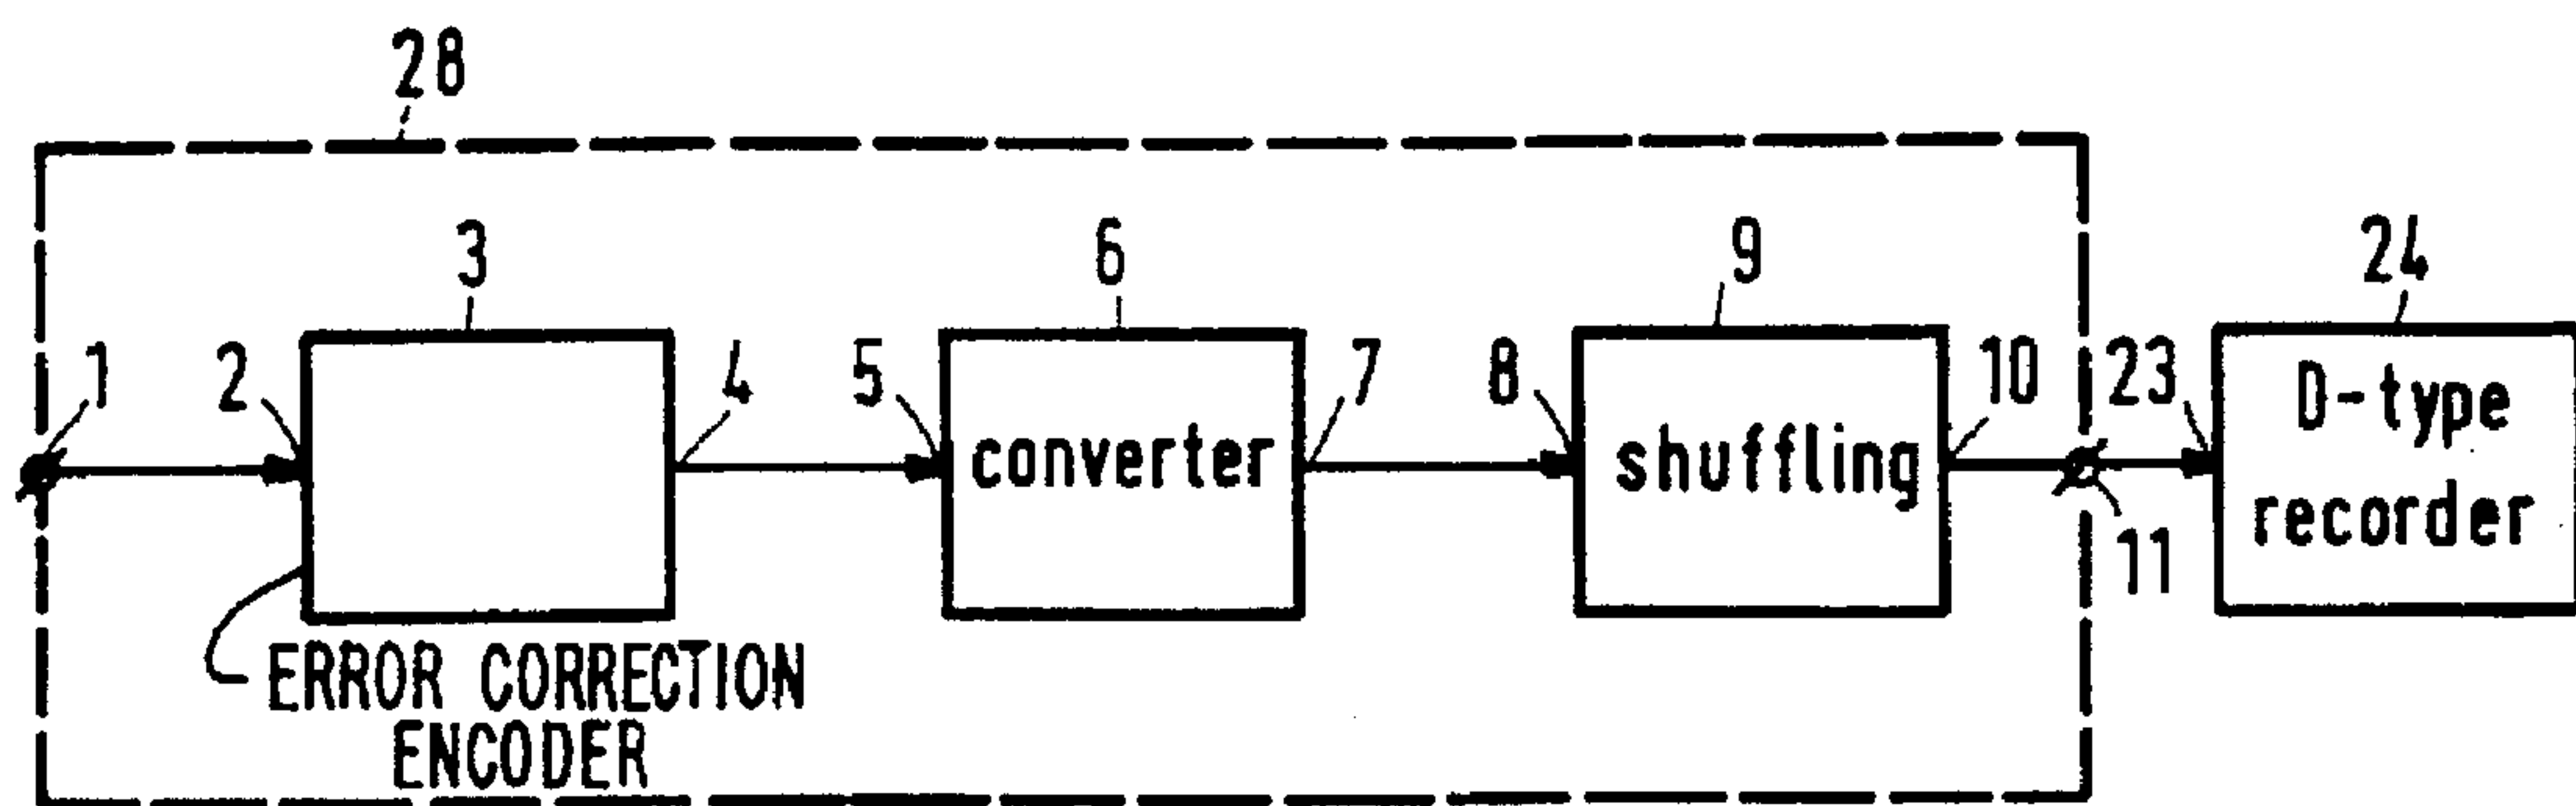 28
3
6
9
24
1
2
4
5
7
8
10
23
converter
shuffling
D-type
recorder
11
ERROR CORRECTION
ENCODER